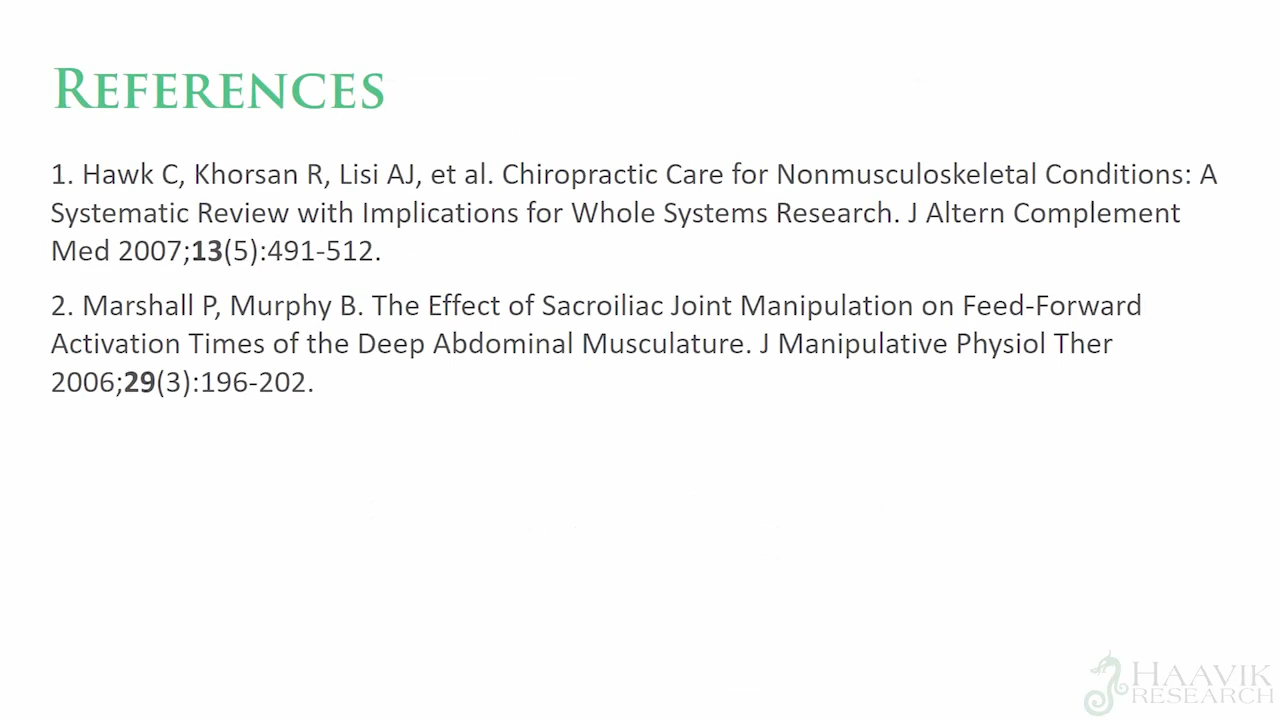 References
1. Hawk C, Khorsan R, Lisi AJ, et al. Chiropractic Care for Nonmusculoskeletal Conditions: A
Systematic Review with Implications for Whole Systems Research. J Altern Complement
Med 2007;13(5):491-512.
2. Marshall P, Murphy B. The Effect of Sacroiliac Joint Manipulation on Feed-Forward
Activation Times of the Deep Abdominal Musculature. J Manipulative Physiol Ther
2006;29(3):196-202.
HAAVIK
RESEARCH